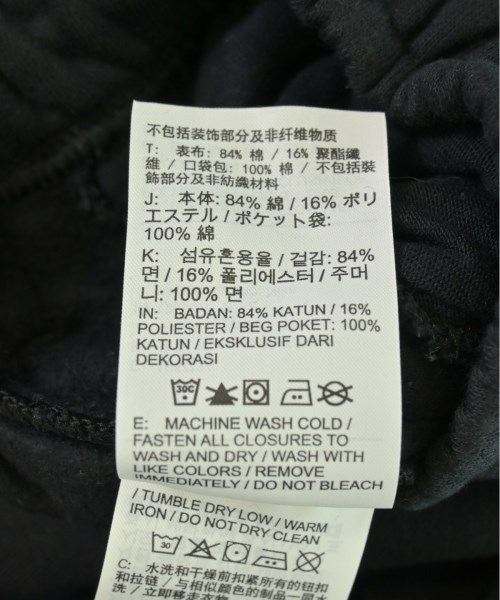 不包括装饰部分及非纤维物质
T: 表布: 84% 棉 / 16% 聚酯纖
維 / 口袋包: 100% 棉 / 不包括裝
飾部分及非紡織材料
J: 本体: 84% 綿 / 16% ポリ
エステル / ポケット袋:
100% 綿
K: 섬유혼용율 / 겉감: 84%
면 / 16% 폴리에스터 / 주머
니: 100% 면
IN: BADAN: 84% KATUN / 16%
POLIESTER / BEG POKET: 100%
KATUN / EKSKLUSIF DARI
DEKORASI
30C
E: MACHINE WASH COLD /
FASTEN ALL CLOSURES TO
WASH AND DRY / WASH WITH
LIKE COLORS / REMOVE
IMMEDIATELY / DO NOT BLEACH
/ TUMBLE DRY LOW / WARM
IRON / DO NOT DRY CLEAN
30
C: 水洗和干燥前扣紧所有的钮扣
和拉链 / 与相似颜色的制品一同
洗 / 立即移走衣物